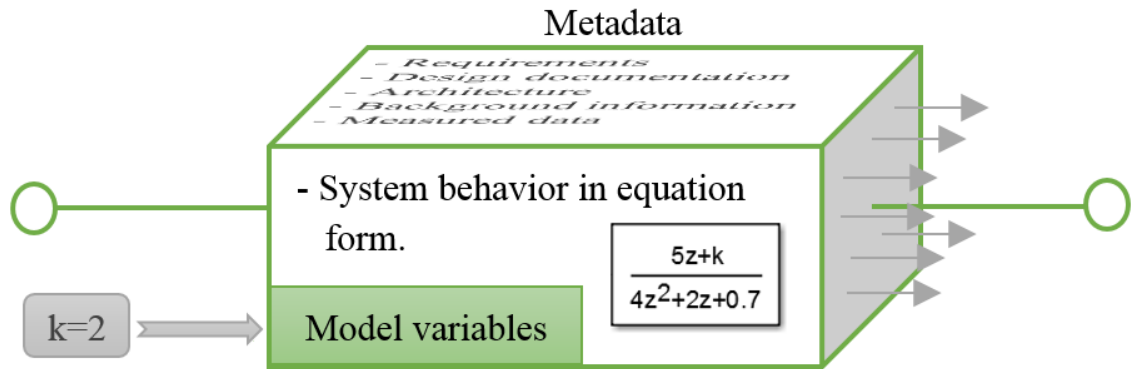 Metadata
- Requirements
- Design documentation
- Architecture
- Background information
- Measured data
- System behavior in equation
form.
5z+k
4z²+2z+0.7
k=2
Model variables